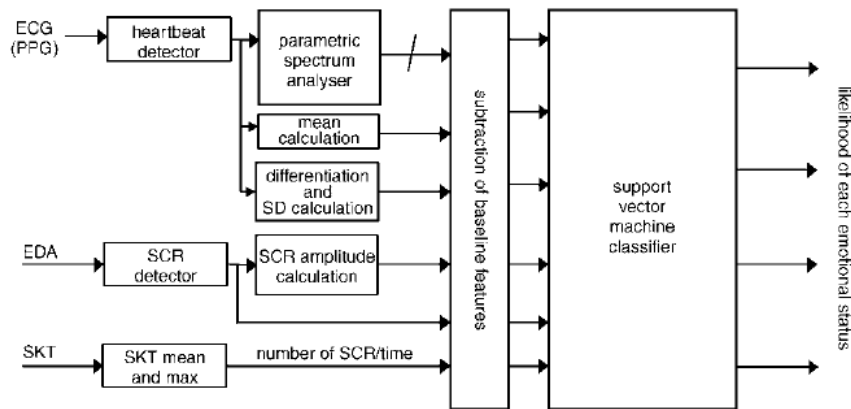 ECG
(PPG)
heartbeat
detector
parametric
spectrum
analyser
mean
calculation
differentiation
and
SD calculation
EDA
SCR
detector
SCR amplitude
calculation
SKT
SKT mean
and max
number of SCR/time
subtraction of baseline features
support
vector
machine
classifier
likelihood of each emotional status